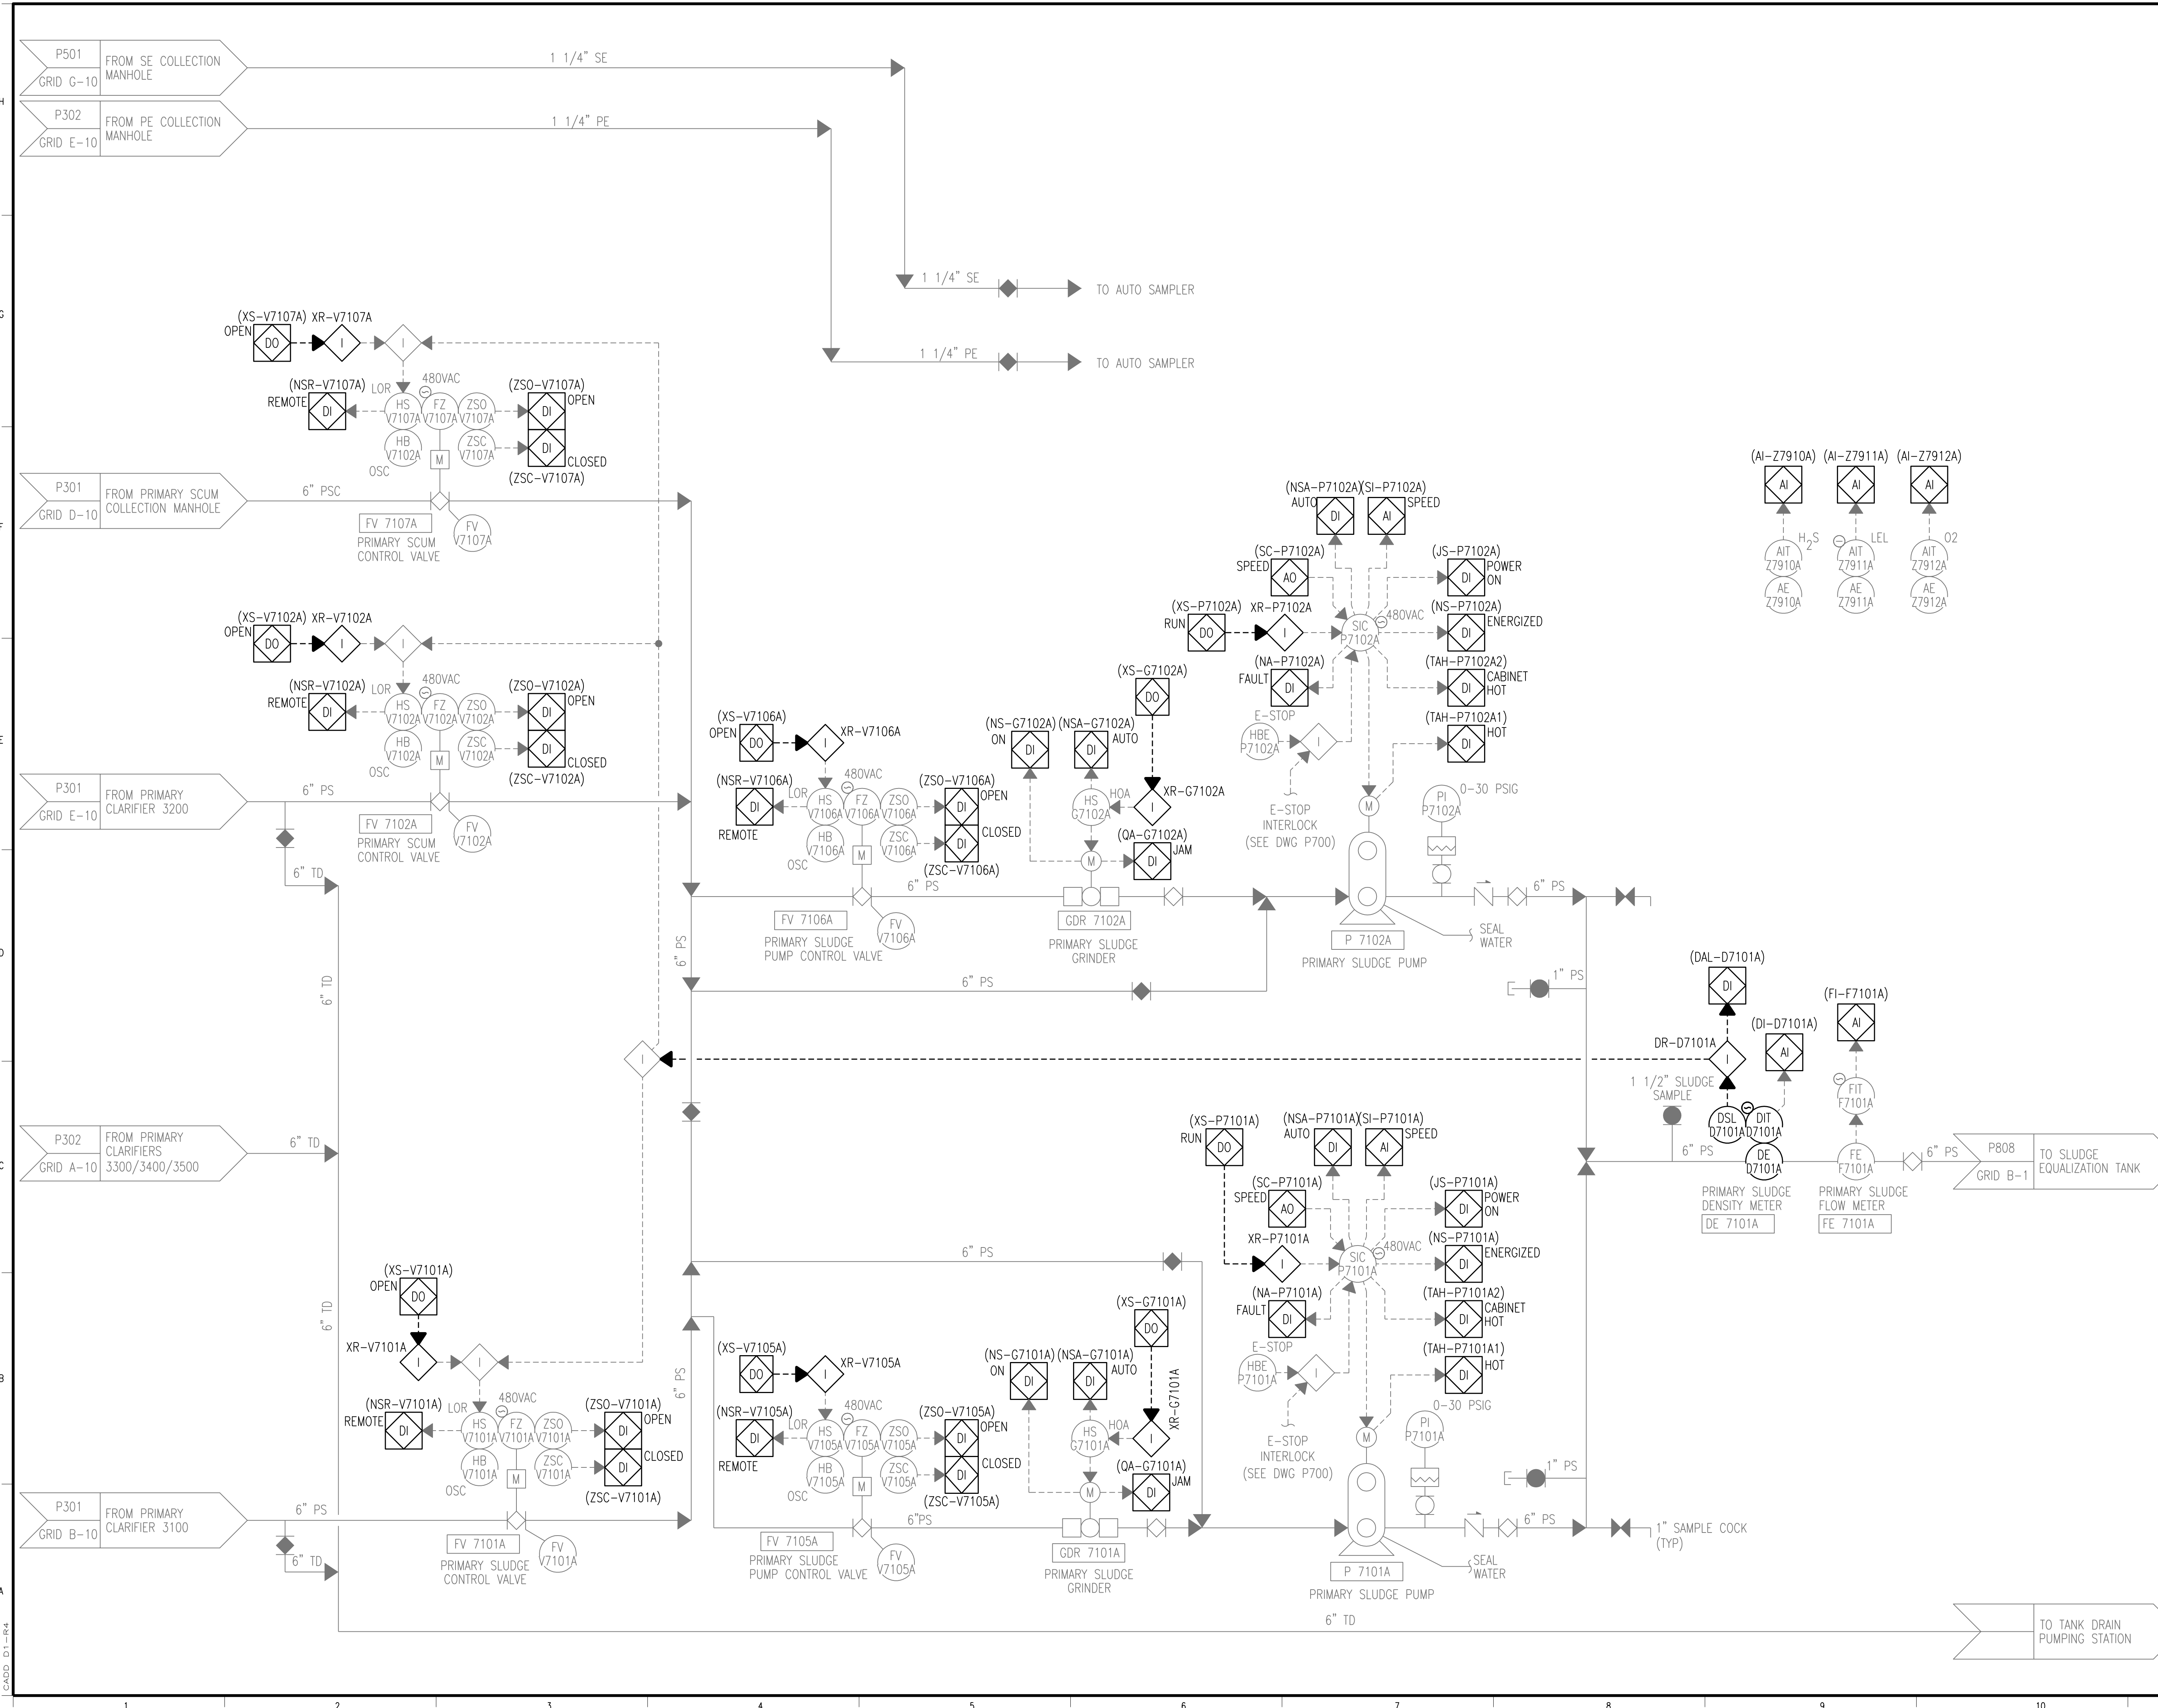 P501
GRID G-10
FROM SE COLLECTION
MANHOLE
1 1/4" SE
P302
GRID E-10
FROM PE COLLECTION
MANHOLE
1 1/4" PE
H
1 1/4" SE
TO AUTO SAMPLER
G
1 1/4" PE
TO AUTO SAMPLER
(XS-V7107A) XR-V7107A
OPEN
DO
I
I
(NSR-V7107A)
REMOTE
DI
LOR
480VAC
HS
V7107A
FZ
V7107A
ZSO
V7107A
HB
V7102A
ZSC
V7107A
OSC
M
(ZSO-V7107A)
DI
OPEN
DI
CLOSED
(ZSC-V7107A)
P301
GRID D-10
FROM PRIMARY SCUM
COLLECTION MANHOLE
6" PSC
FV 7107A
FV
V7107A
PRIMARY SCUM
CONTROL VALVE
F
(XS-V7102A) XR-V7102A
OPEN
DO
I
I
(NSR-V7102A)
REMOTE
DI
LOR
480VAC
HS
V7102A
FZ
V7102A
ZSO
V7102A
HB
V7102A
ZSC
V7102A
OSC
M
(ZSO-V7102A)
DI
OPEN
DI
CLOSED
(ZSC-V7102A)
E
P301
GRID E-10
FROM PRIMARY
CLARIFIER 3200
6" PS
FV 7102A
FV
V7102A
PRIMARY SCUM
CONTROL VALVE
6" TD
(XS-V7106A)
OPEN
DO
I
XR-V7106A
(NSR-V7106A)
DI
REMOTE
LOR
480VAC
HS
V7106A
FZ
V7106A
ZSO
V7106A
HB
V7106A
ZSC
V7106A
OSC
M
(ZSO-V7106A)
DI
OPEN
DI
CLOSED
(ZSC-V7106A)
6" PS
FV 7106A
FV
V7106A
PRIMARY SLUDGE
PUMP CONTROL VALVE
(NS-G7102A) (NSA-G7102A)
ON
DI
DI
AUTO
(XS-G7102A)
DO
I
XR-G7102A
HOA
HS
G7102A
(QA-G7102A)
DI
JAM
M
GDR 7102A
PRIMARY SLUDGE
GRINDER
(NSA-P7102A)(SI-P7102A)
AUTO
DI
AI
SPEED
(SC-P7102A)
SPEED
AO
(JS-P7102A)
DI
POWER
ON
(XS-P7102A) XR-P7102A
RUN
DO
I
SIC
P7102A
480VAC
(NS-P7102A)
DI
ENERGIZED
(NA-P7102A)
FAULT
DI
(TAH-P7102A2)
DI
CABINET
HOT
(TAH-P7102A1)
DI
HOT
E-STOP
HBE
P7102A
I
E-STOP
INTERLOCK
(SEE DWG P700)
M
PI
P7102A
0-30 PSIG
6" PS
SEAL
WATER
P 7102A
PRIMARY SLUDGE PUMP
(AI-Z7910A) (AI-Z7911A) (AI-Z7912A)
AI
AI
AI
H2S
LEL
O2
AIT
Z7910A
AIT
Z7911A
AIT
Z7912A
AE
Z7910A
AE
Z7911A
AE
Z7912A
D
6" TD
6" PS
6" PS
1" PS
I
(DAL-D7101A)
DI
DR-D7101A
I
(DI-D7101A)
AI
(FI-F7101A)
AI
1 1/2" SLUDGE
SAMPLE
DSL
D7101A
DIT
D7101A
DE
D7101A
FIT
F7101A
FE
F7101A
6" PS
6" PS
PRIMARY SLUDGE
DENSITY METER
DE 7101A
PRIMARY SLUDGE
FLOW METER
FE 7101A
P808
GRID B-1
TO SLUDGE
EQUALIZATION TANK
C
P302
GRID A-10
FROM PRIMARY
CLARIFIERS
3300/3400/3500
6" TD
6" TD
6" PS
(XS-P7101A)
RUN
DO
(NSA-P7101A)(SI-P7101A)
AUTO
DI
AI
SPEED
(SC-P7101A)
SPEED
AO
(JS-P7101A)
DI
POWER
ON
XR-P7101A
I
SIC
P7101A
480VAC
(NS-P7101A)
DI
ENERGIZED
(NA-P7101A)
FAULT
DI
(TAH-P7101A2)
DI
CABINET
HOT
(TAH-P7101A1)
DI
HOT
E-STOP
HBE
P7101A
I
E-STOP
INTERLOCK
(SEE DWG P700)
M
PI
P7101A
0-30 PSIG
1" PS
6" PS
SEAL
WATER
P 7101A
PRIMARY SLUDGE PUMP
1" SAMPLE COCK
(TYP)
(XS-V7101A)
OPEN
DO
XR-V7101A
I
I
(NSR-V7101A)
REMOTE
DI
LOR
480VAC
HS
V7101A
FZ
V7101A
ZSO
V7101A
HB
V7101A
ZSC
V7101A
OSC
M
(ZSO-V7101A)
DI
OPEN
DI
CLOSED
(ZSC-V7101A)
B
6" PS
(XS-V7105A)
OPEN
DO
I
XR-V7105A
(NSR-V7105A)
DI
REMOTE
LOR
480VAC
HS
V7105A
FZ
V7105A
ZSO
V7105A
HB
V7105A
ZSC
V7105A
OSC
M
(ZSO-V7105A)
DI
OPEN
DI
CLOSED
(ZSC-V7105A)
(NS-G7101A) (NSA-G7101A)
ON
DI
DI
AUTO
(XS-G7101A)
DO
XR-G7101A
I
HOA
HS
G7101A
(QA-G7101A)
DI
JAM
M
P301
GRID B-10
FROM PRIMARY
CLARIFIER 3100
6" PS
6" TD
FV 7101A
FV
V7101A
PRIMARY SLUDGE
CONTROL VALVE
6"PS
FV 7105A
FV
V7105A
PRIMARY SLUDGE
PUMP CONTROL VALVE
GDR 7101A
PRIMARY SLUDGE
GRINDER
A
6" TD
TO TANK DRAIN
PUMPING STATION
CADD D1-R4
1 2 3 4 5 6 7 8 9 10